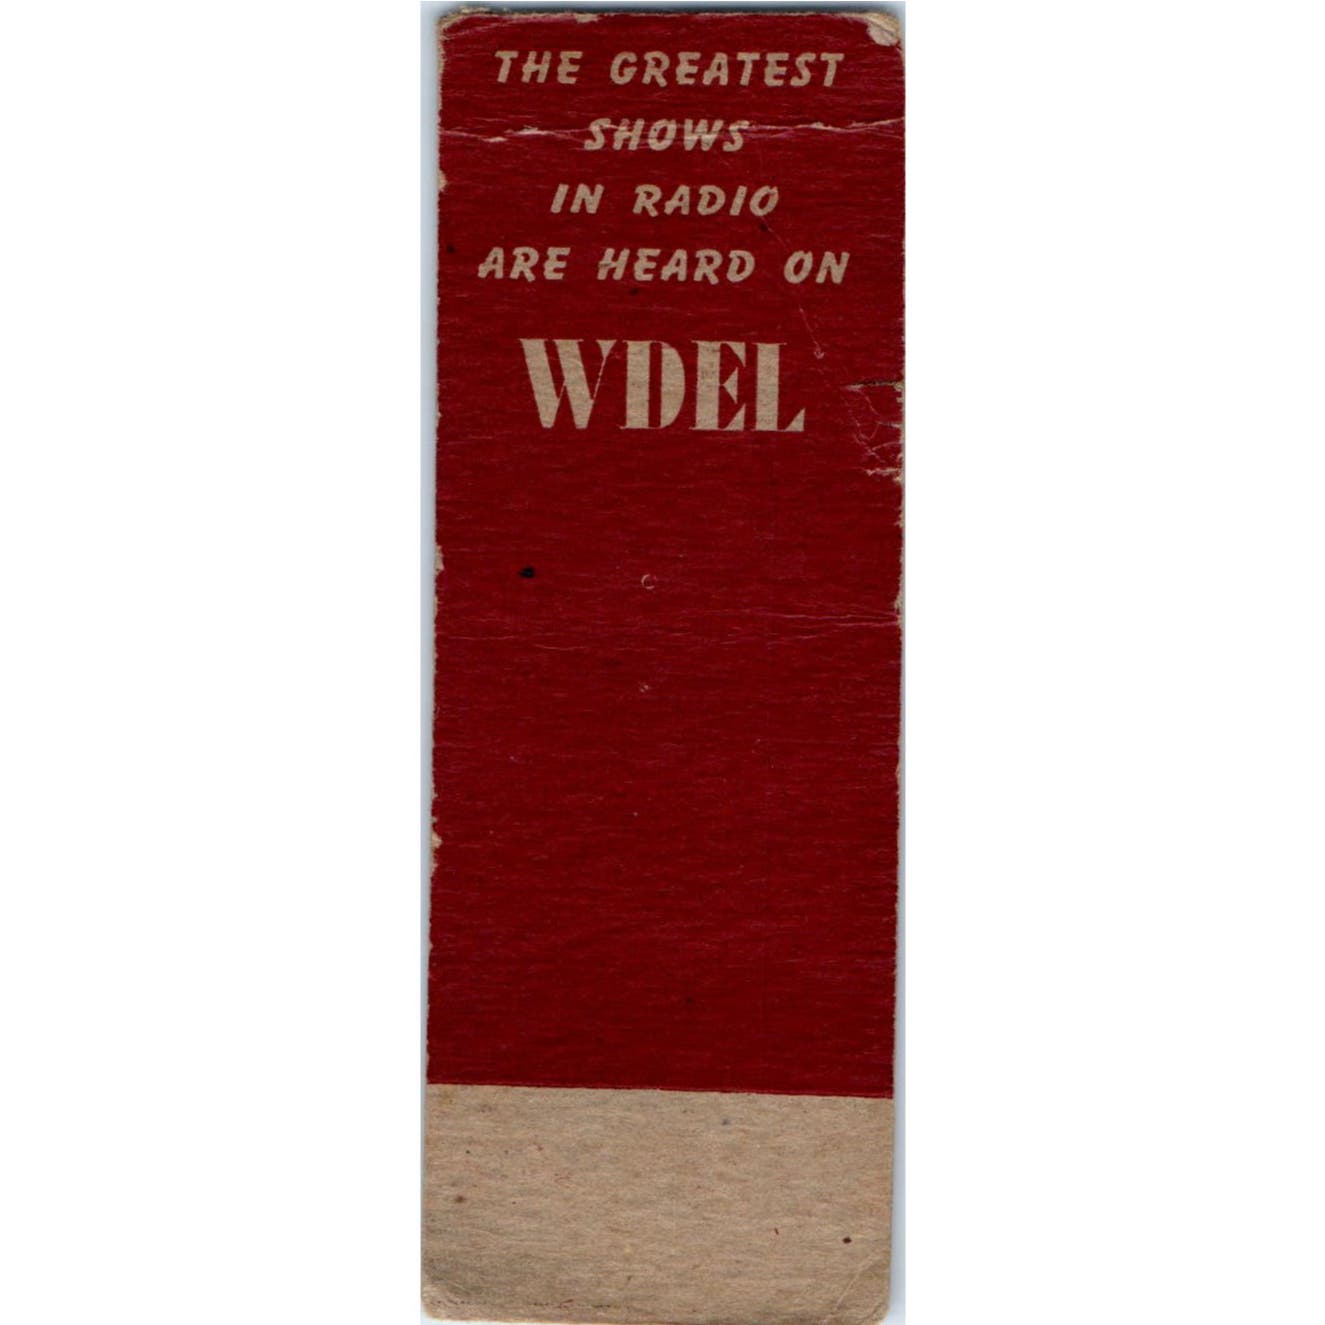 THE GREATEST
SHOWS
IN RADIO
ARE HEARD ON
WDEL